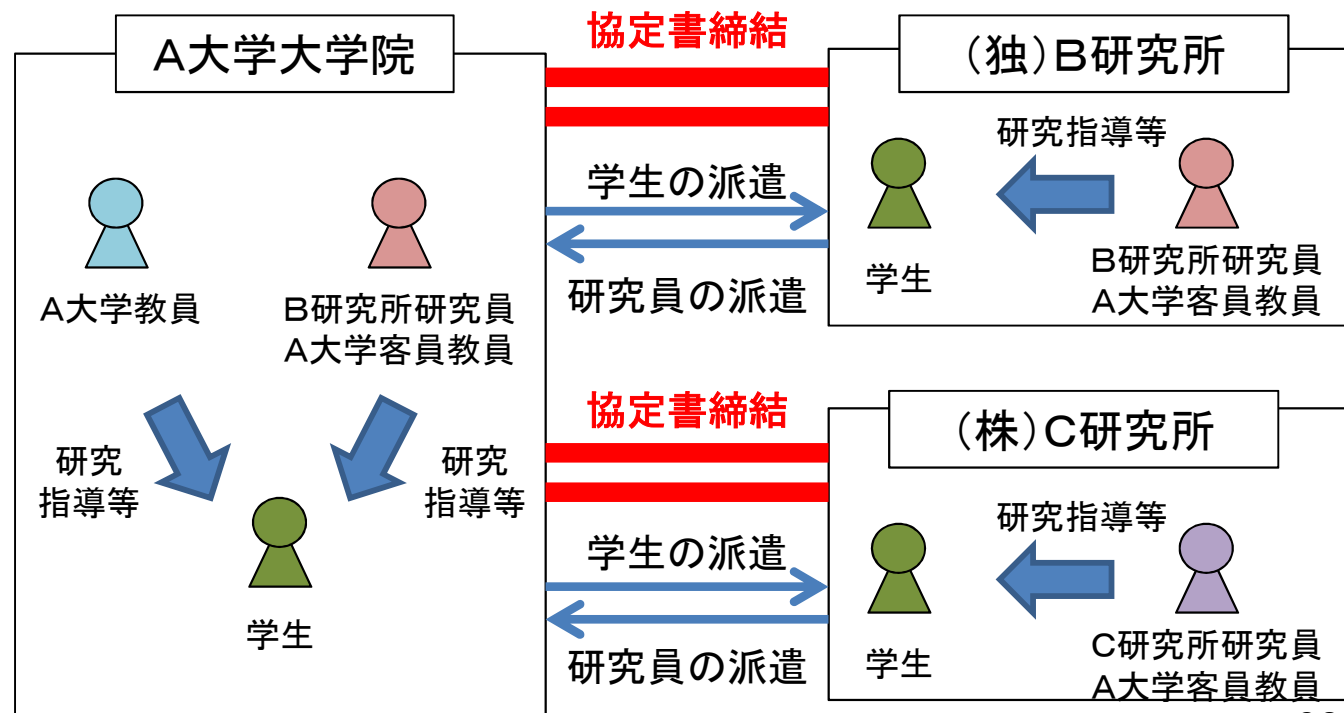 A大学大学院
A大学教員
B研究所研究員
A大学客員教員
研究
指導等
研究
指導等
学生
協定書締結
学生の派遣
研究員の派遣
(独)B研究所
研究指導等
学生
B研究所研究員
A大学客員教員
協定書締結
学生の派遣
研究員の派遣
(株)C研究所
研究指導等
学生
C研究所研究員
A大学客員教員